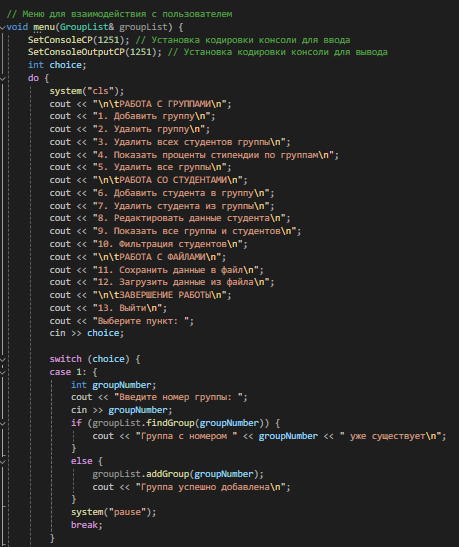 // Меню для взаимодействия с пользователем
void menu(GroupList& groupList) {
    SetConsoleCP(1251); // Установка кодировки консоли для ввода
    SetConsoleOutputCP(1251); // Установка кодировки консоли для вывода
    int choice;
    do {
        system("cls");
        cout << "\n\tРАБОТА С ГРУППАМИ\n";
        cout << "1. Добавить группу\n";
        cout << "2. Удалить группу\n";
        cout << "3. Удалить всех студентов группы\n";
        cout << "4. Показать проценты стипендии по группам\n";
        cout << "5. Удалить все группы\n";
        cout << "\n\tРАБОТА СО СТУДЕНТАМИ\n";
        cout << "6. Добавить студента в группу\n";
        cout << "7. Удалить студента из группы\n";
        cout << "8. Редактировать данные студента\n";
        cout << "9. Показать все группы и студентов\n";
        cout << "10. Фильтрация студентов\n";
        cout << "\n\tРАБОТА С ФАЙЛАМИ\n";
        cout << "11. Сохранить данные в файл\n";
        cout << "12. Загрузить данные из файла\n";
        cout << "\n\tЗАВЕРШЕНИЕ РАБОТЫ\n";
        cout << "13. Выйти\n";
        cout << "Выберите пункт: ";
        cin >> choice;

        switch (choice) {
        case 1: {
            int groupNumber;
            cout << "Введите номер группы: ";
            cin >> groupNumber;
            if (groupList.findGroup(groupNumber)) {
                cout << "Группа с номером " << groupNumber << " уже существует\n";
            }
            else {
                groupList.addGroup(groupNumber);
                cout << "Группа успешно добавлена\n";
            }
            system("pause");
            break;
        }